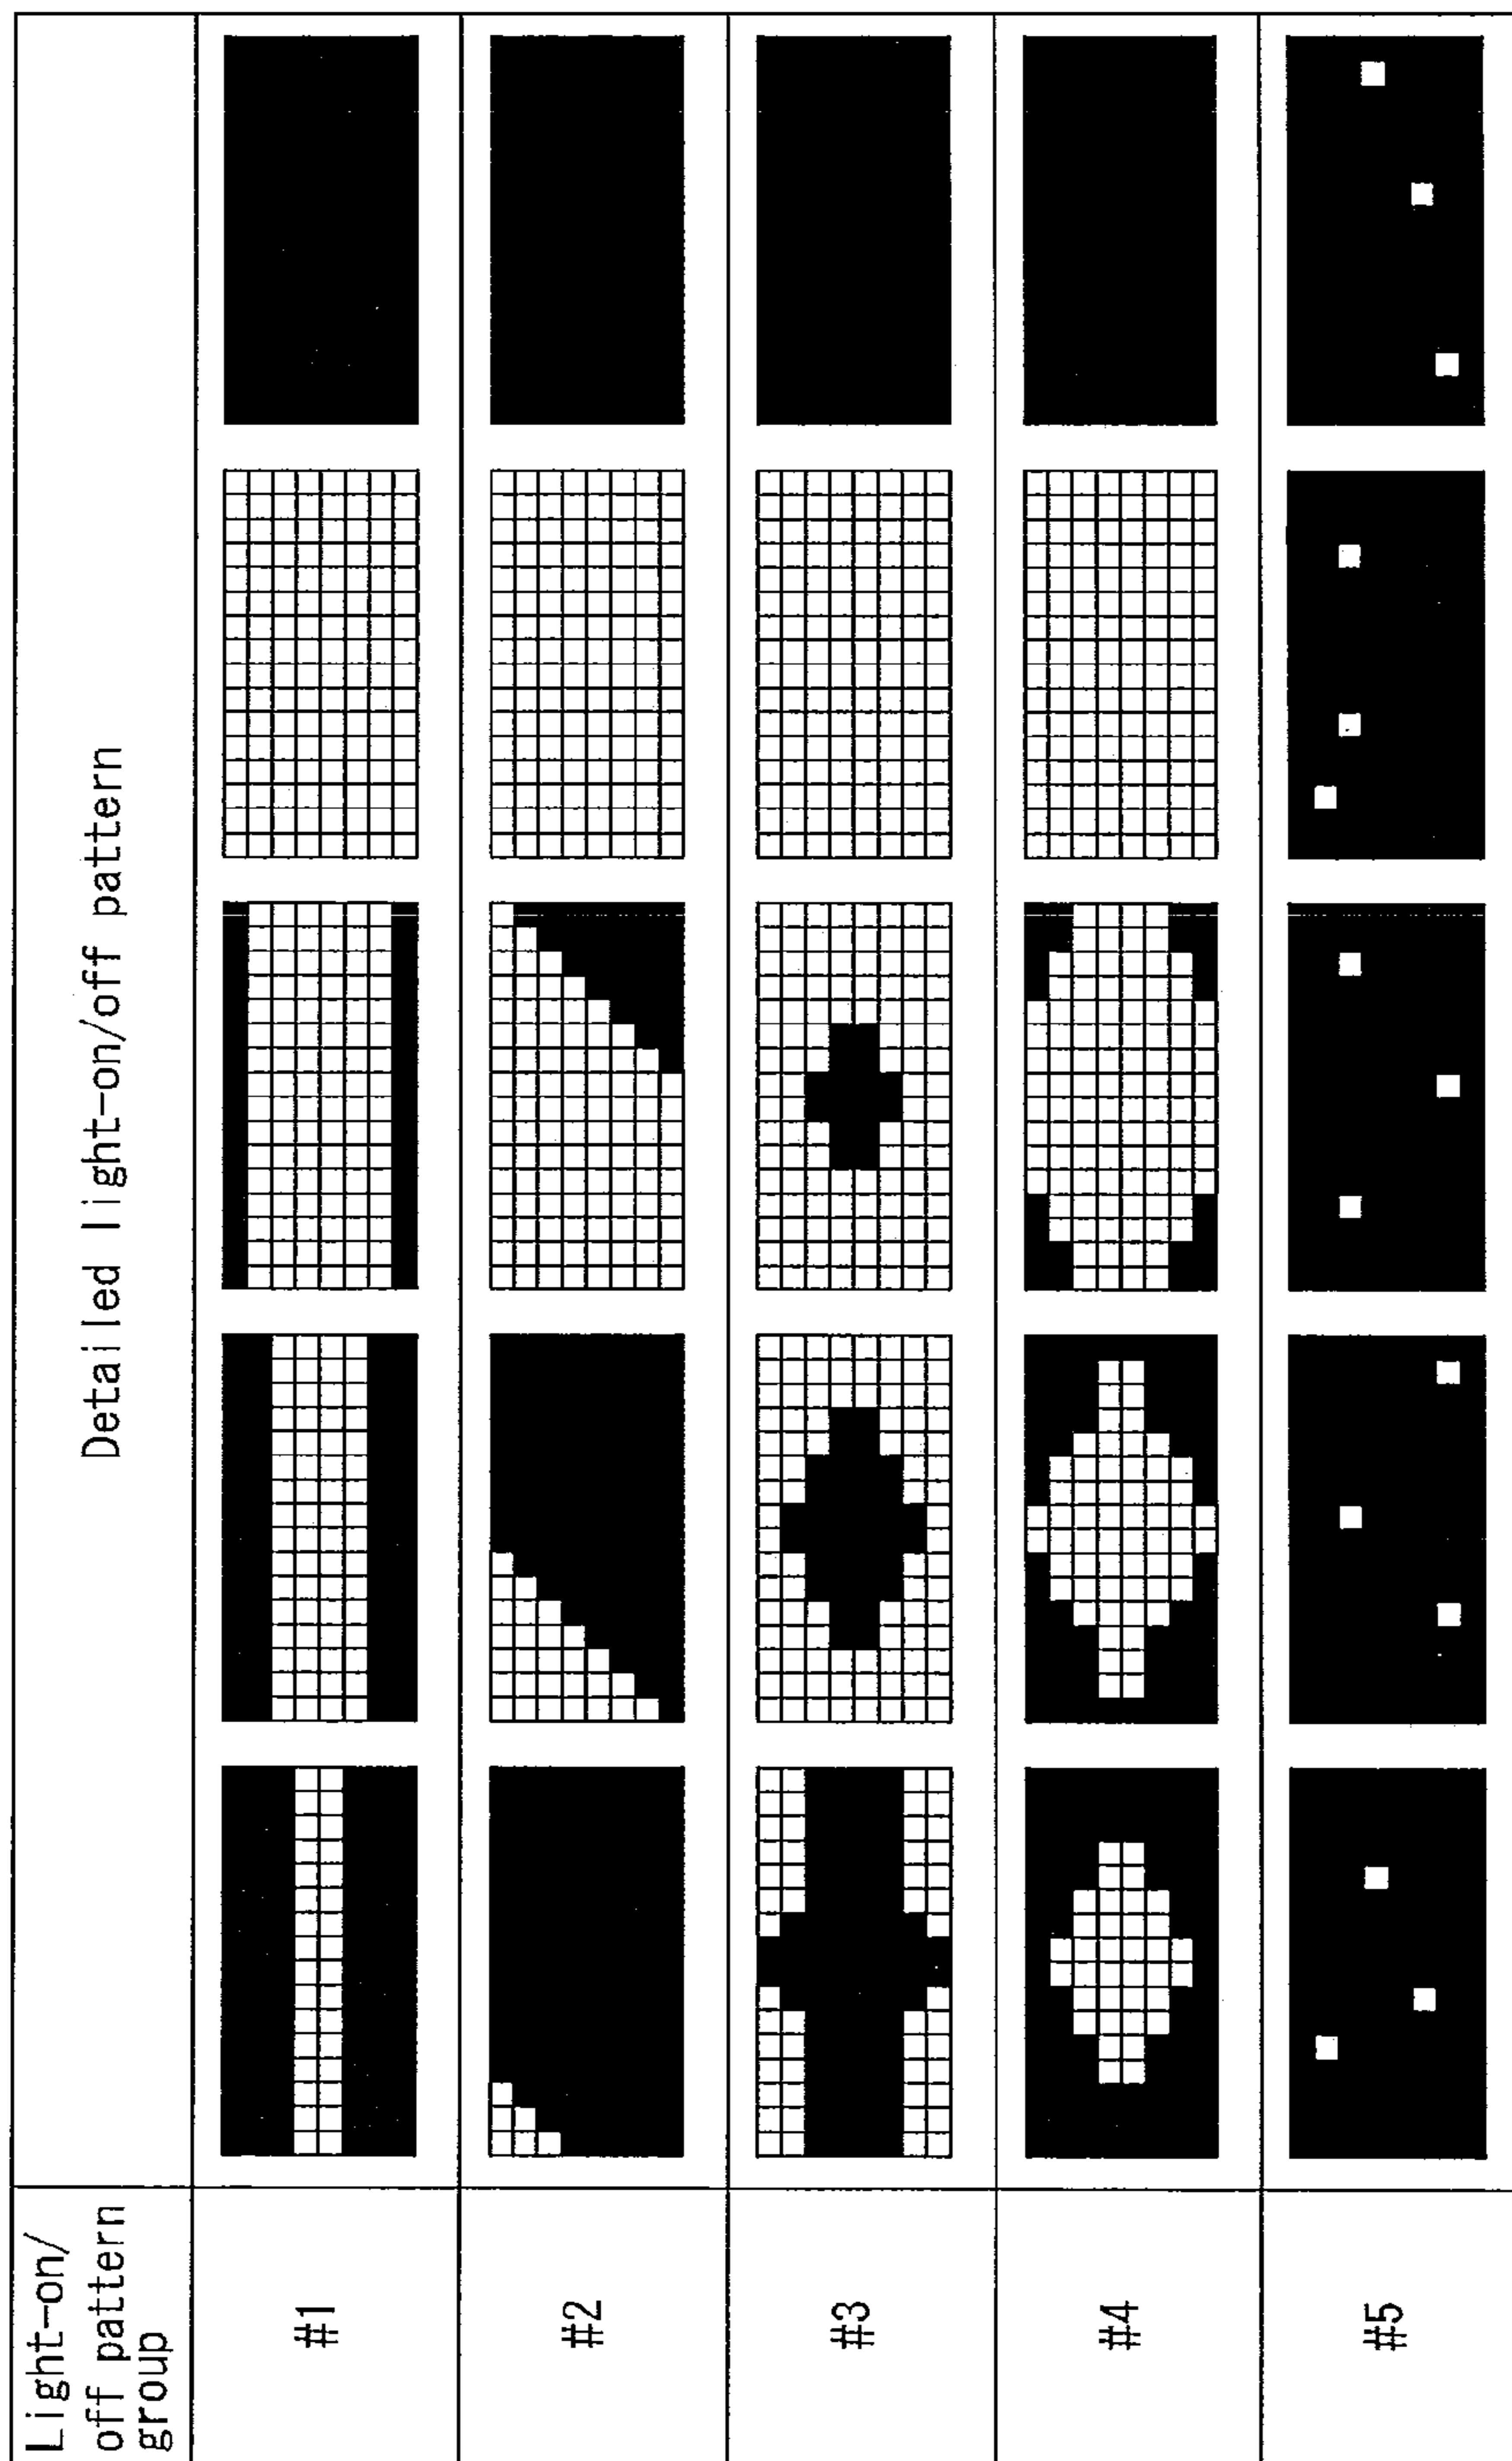 Light-on/
off pattern
group
Detailed light-on/off pattern
#1
#2
#3
#4
#5